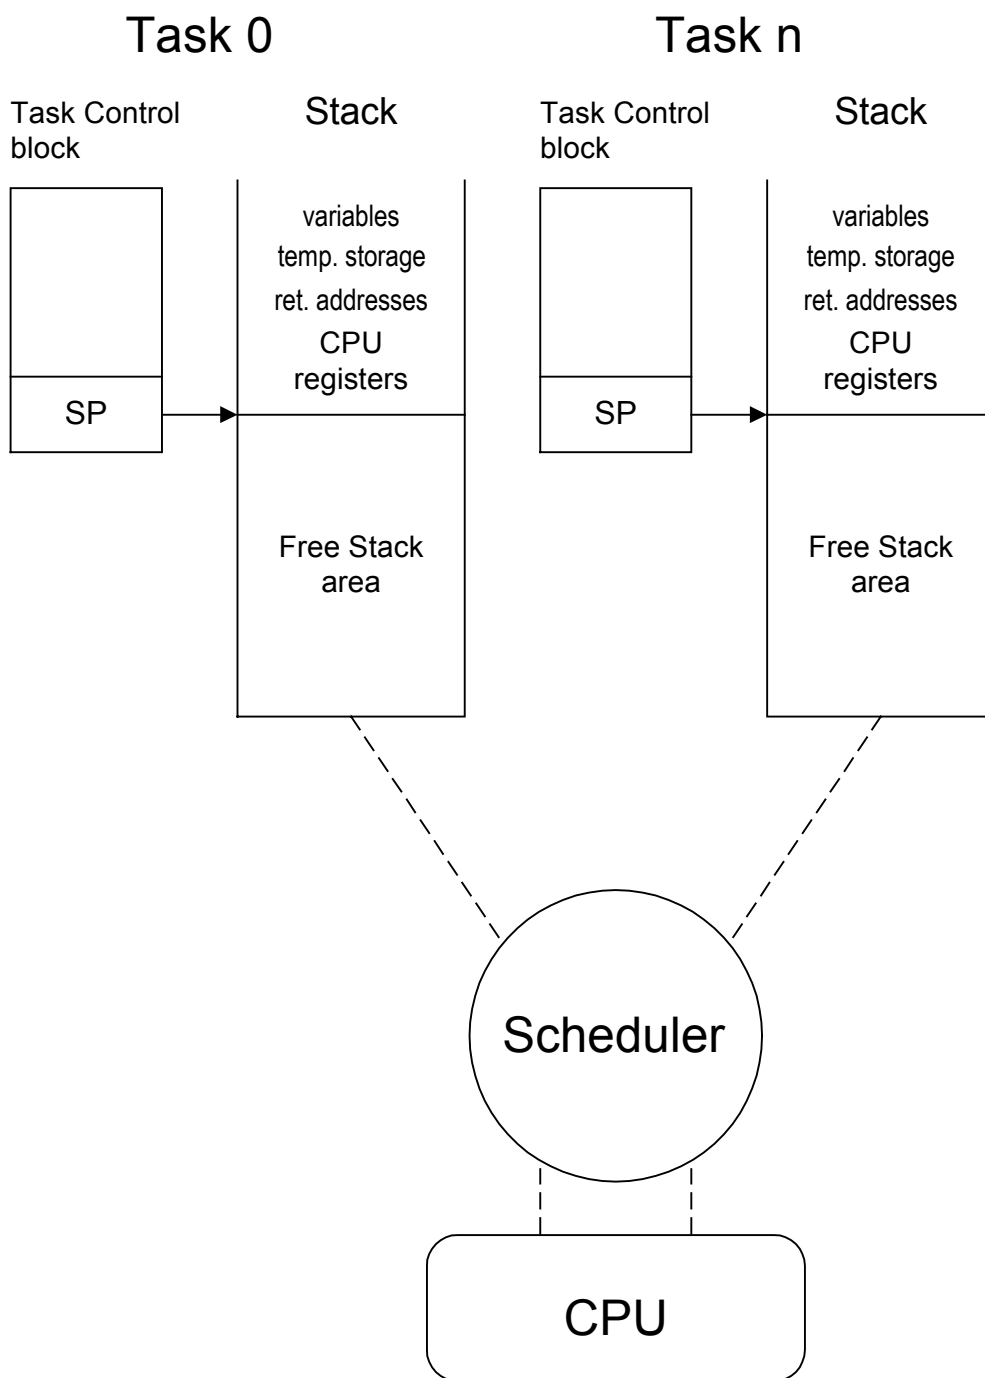 Task 0
Task Control
block
Stack
variables
temp. storage
ret. addresses
CPU
registers
SP
Free Stack
area
Task n
Task Control
block
Stack
variables
temp. storage
ret. addresses
CPU
registers
SP
Free Stack
area
Scheduler
CPU